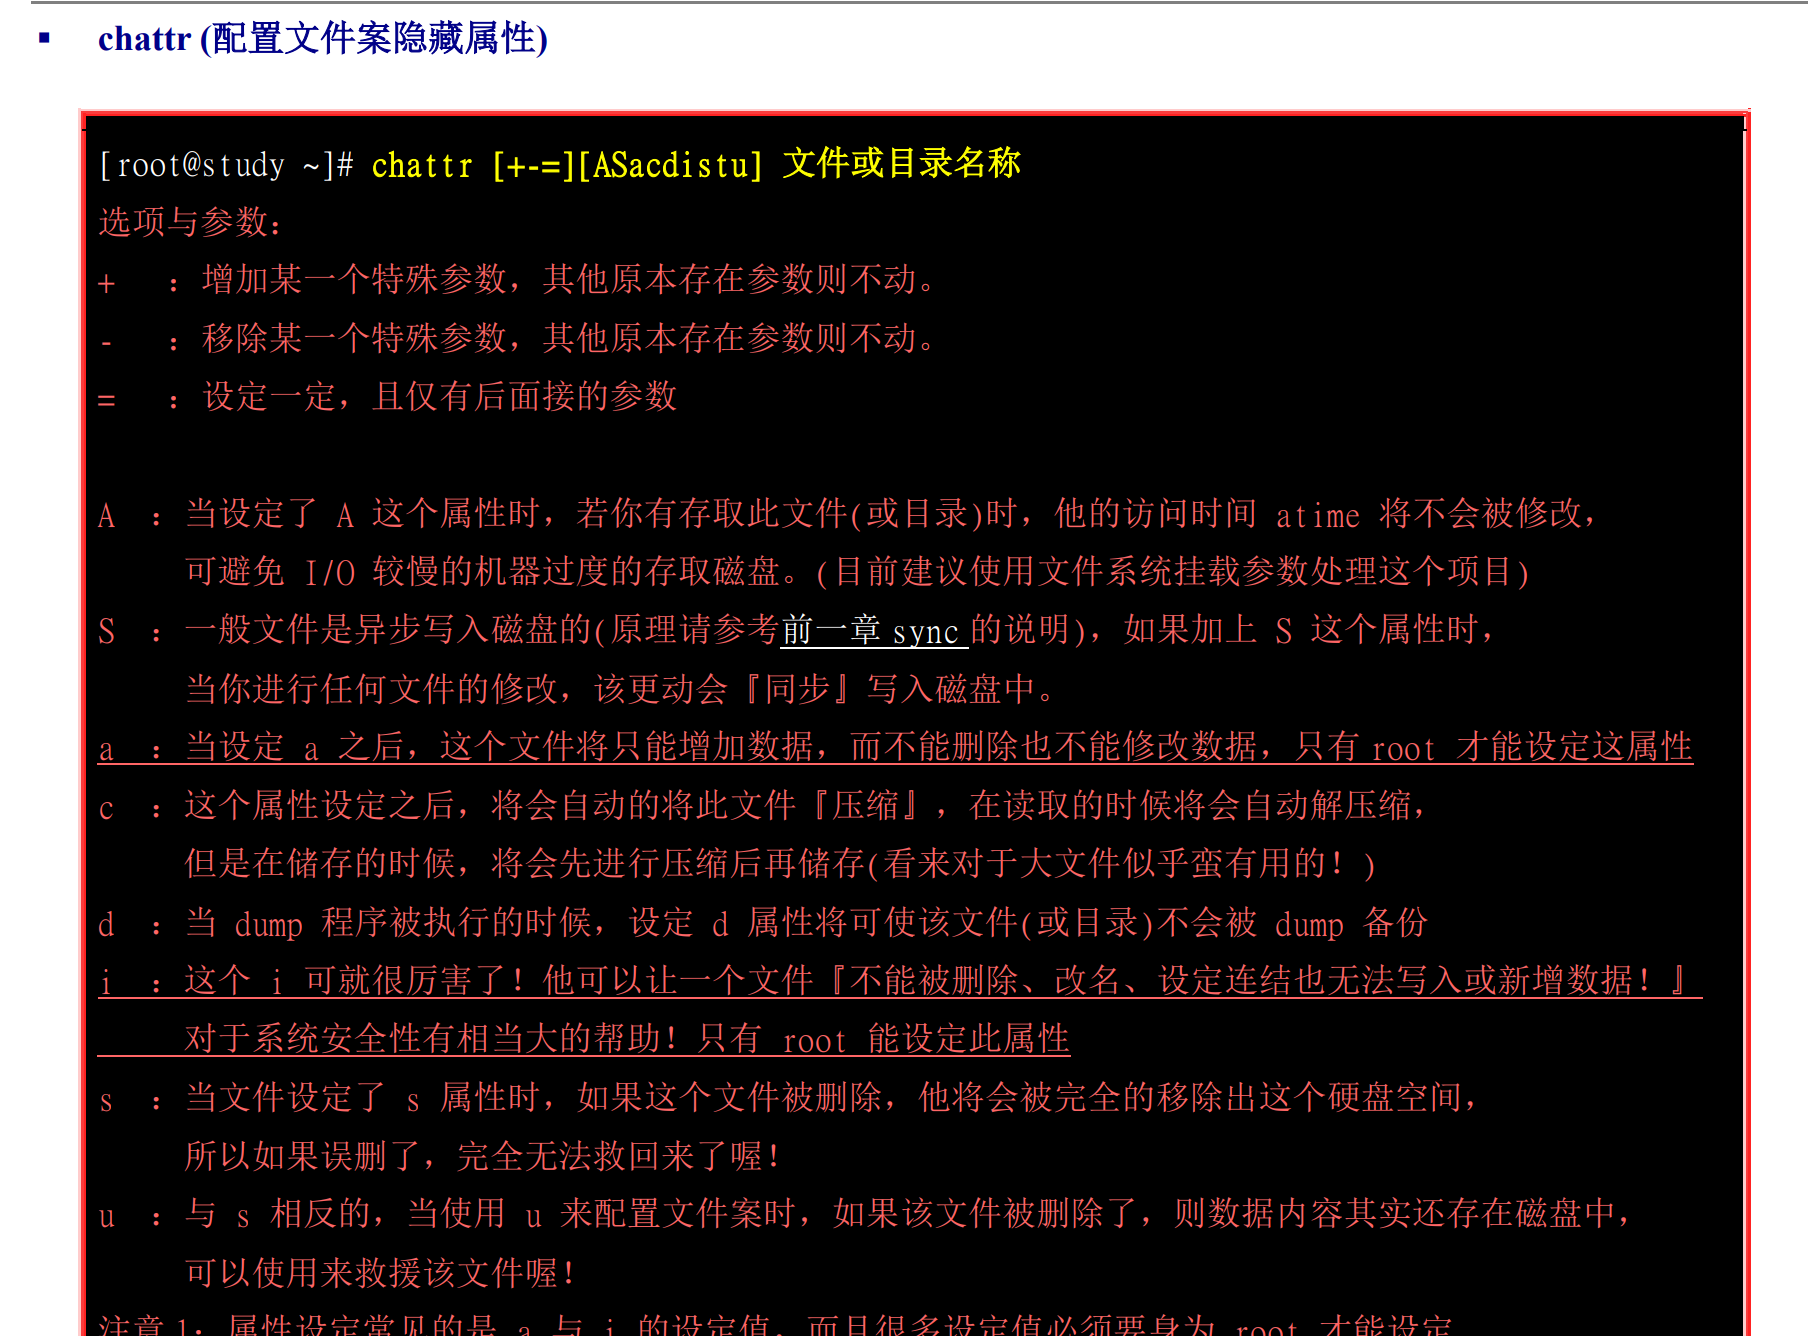 ▪ chattr (配置文件案隐藏属性)
[root@study ~]# chattr [+-=][ASacdistu] 文件或目录名称
选项与参数：
+ ：增加某一个特殊参数，其他原本存在参数则不动。
- ：移除某一个特殊参数，其他原本存在参数则不动。
= ：设定一定，且仅有后面接的参数
A ：当设定了 A 这个属性时，若你有存取此文件(或目录)时，他的访问时间 atime 将不会被修改，
可避免 I/O 较慢的机器过度的存取磁盘。(目前建议使用文件系统挂载参数处理这个项目)
S ：一般文件是异步写入磁盘的(原理请参考前一章 sync 的说明)，如果加上 S 这个属性时，
当你进行任何文件的修改，该更动会『同步』写入磁盘中。
a ：当设定 a 之后，这个文件将只能增加数据，而不能删除也不能修改数据，只有 root 才能设定这属性
c ：这个属性设定之后，将会自动的将此文件『压缩』，在读取的时候将会自动解压缩，
但是在储存的时候，将会先进行压缩后再储存(看来对于大文件似乎蛮有用的！)
d ：当 dump 程序被执行的时候，设定 d 属性将可使该文件(或目录)不会被 dump 备份
i ：这个 i 可就很厉害了！他可以让一个文件『不能被删除、改名、设定连结也无法写入或新增数据！』
对于系统安全性有相当大的帮助！只有 root 能设定此属性
s ：当文件设定了 s 属性时，如果这个文件被删除，他将会被完全的移除出这个硬盘空间，
所以如果误删了，完全无法救回来了喔！
u ：与 s 相反的，当使用 u 来配置文件案时，如果该文件被删除了，则数据内容其实还存在磁盘中，
可以使用来救援该文件喔！
注意 1：属性设定常见的是 a 与 i 的设定值，而且很多设定值必须要身为 root 才能设定